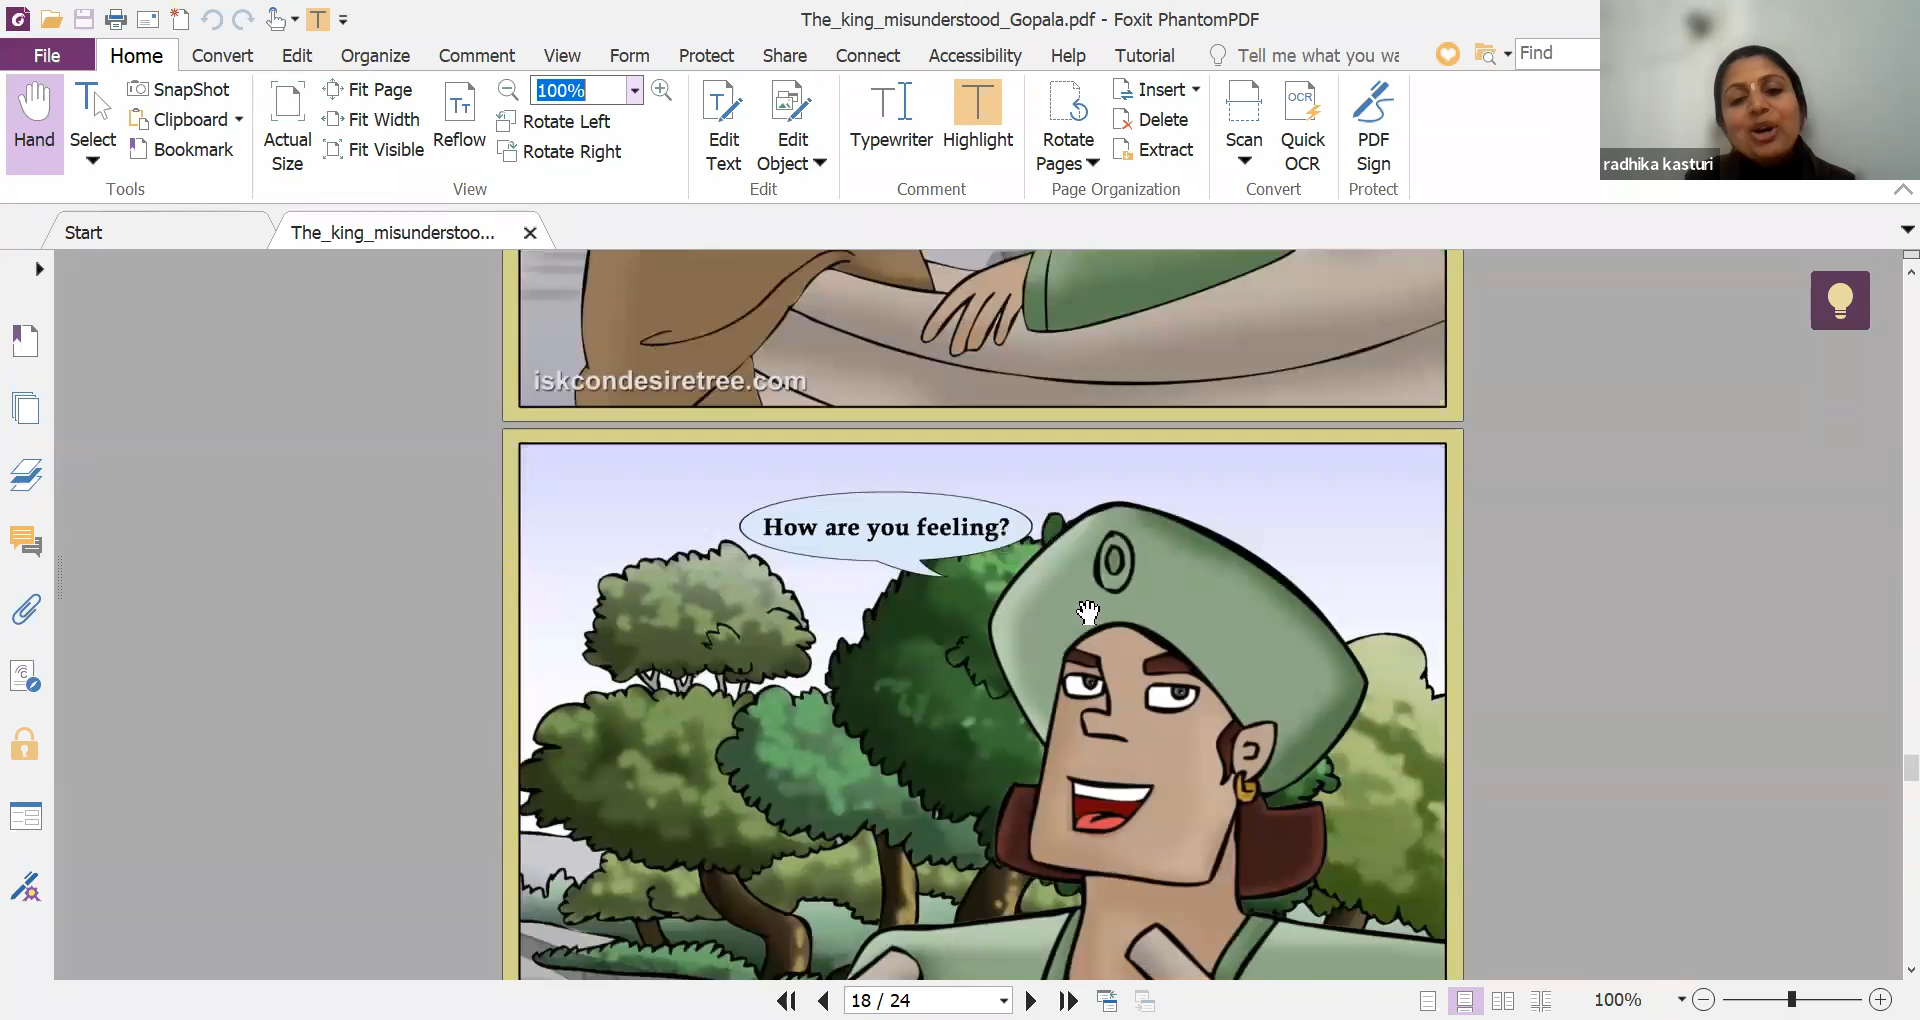 The_king_misunderstood_Gopala.pdf - Foxit PhantomPDF
File Home Convert Edit Organize Comment View Form Protect Share Connect Accessibility Help Tutorial Tell me what you wa Find
Hand
Select
SnapShot
Clipboard
Bookmark
Tools
Actual
Size
Fit Page
Fit Width
Fit Visible
Reflow
100%
Rotate Left
Rotate Right
View
Edit
Text
Edit
Object
Edit
Typewriter
Highlight
Comment
Rotate
Pages
Insert
Delete
Extract
Page Organization
Scan
Quick
OCR
Convert
PDF
Sign
Protect
radhika kasturi
Start
The_king_misunderstoo...
iskcondesiretree.com
How are you feeling?
18 / 24
100%